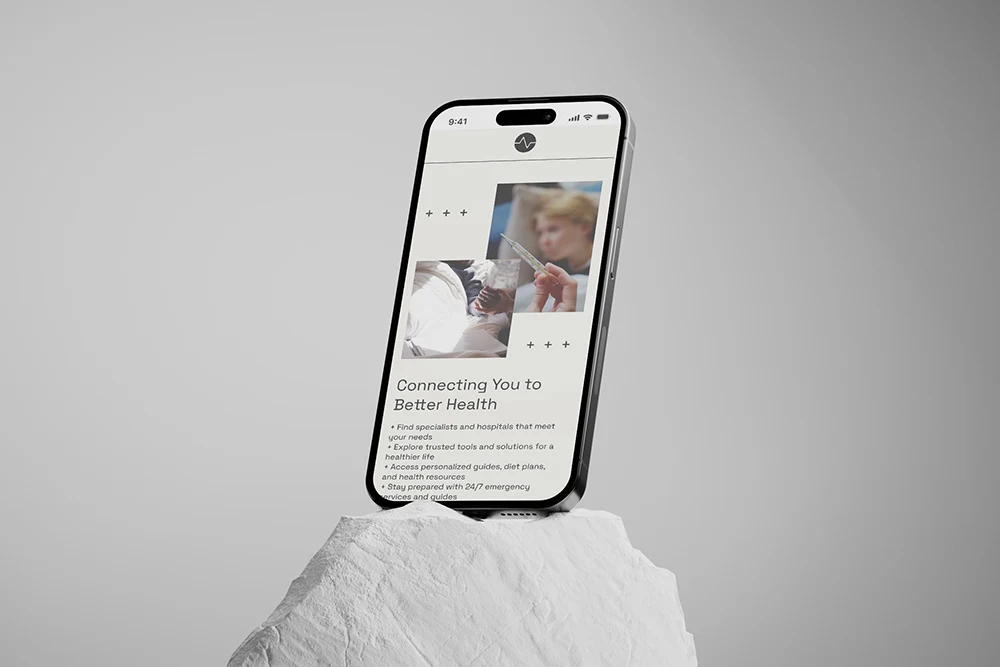 9:41
+ + +
+ + +
Connecting You to
Better Health
+ Find specialists and hospitals that meet
your needs
+ Explore trusted tools and solutions for a
healthier life
+ Access personalized guides, diet plans,
and health resources
+ Stay prepared with 24/7 emergency
services and guides